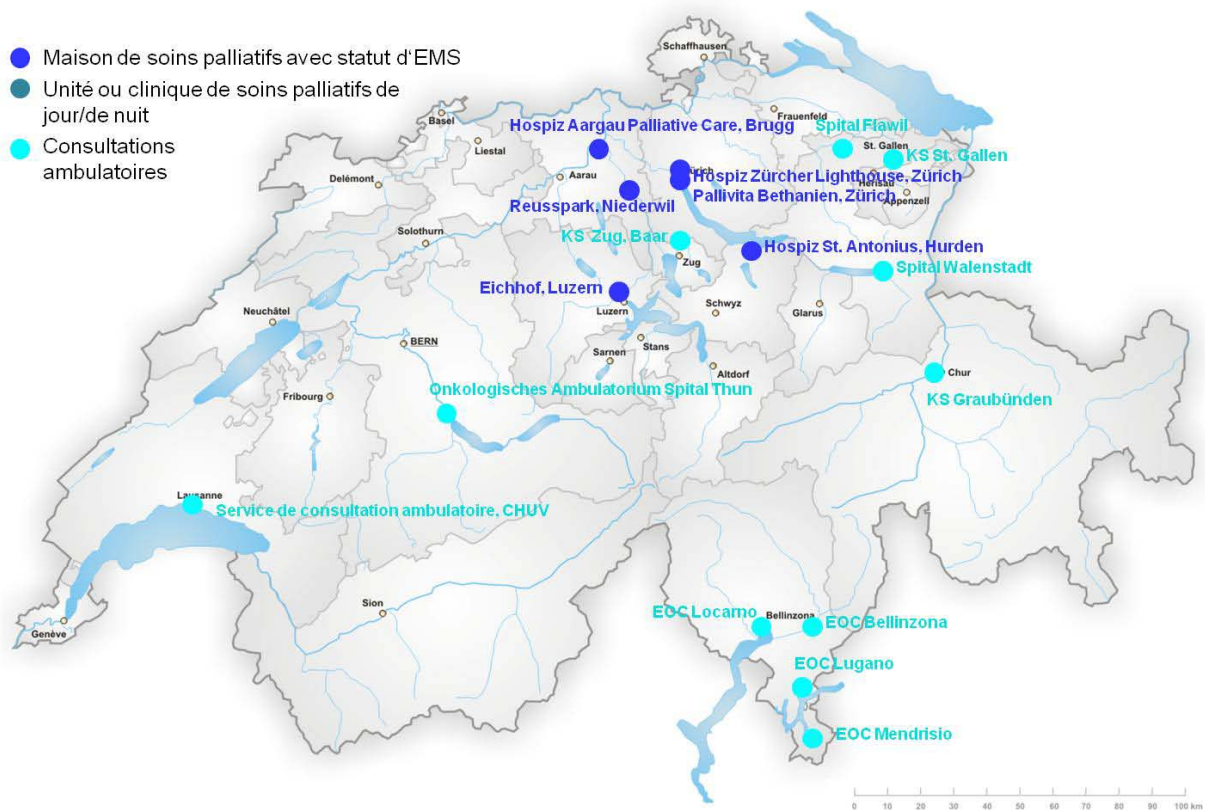 Maison de soins palliatifs avec statut d'EMS
Unité ou clinique de soins palliatifs de
jour/de nuit
Consultations
ambulatoires
Schaffhausen
Basel
Liestal
Frauenfeld
Hospiz Aargau Palliative Care, Brugg
Spital Flawil
St. Gallen
KS St. Gallen
Delémont
Aarau
Hospiz Zürcher Lighthouse, Zürich
Herisau
Pallivita Bethanien, Zürich
Appenzell
Reusspark, Niederwil
Solothurn
KS Zug, Baar
Hospiz St. Antonius, Hurden
Zug
Spital Walenstadt
Eichhof, Luzern
Schwyz
Neuchâtel
Luzern
Glarus
BERN
Stans
Sarnen
Altdorf
Chur
Onkologisches Ambulatorium Spital Thun
Fribourg
KS Graubünden
Lausanne
Service de consultation ambulatoire, CHUV
Sion
EOC Locarno
Bellinzona
EOC Bellinzona
Genève
EOC Lugano
EOC Mendrisio
0 10 20 30 40 50 60 70 80 90 100 km